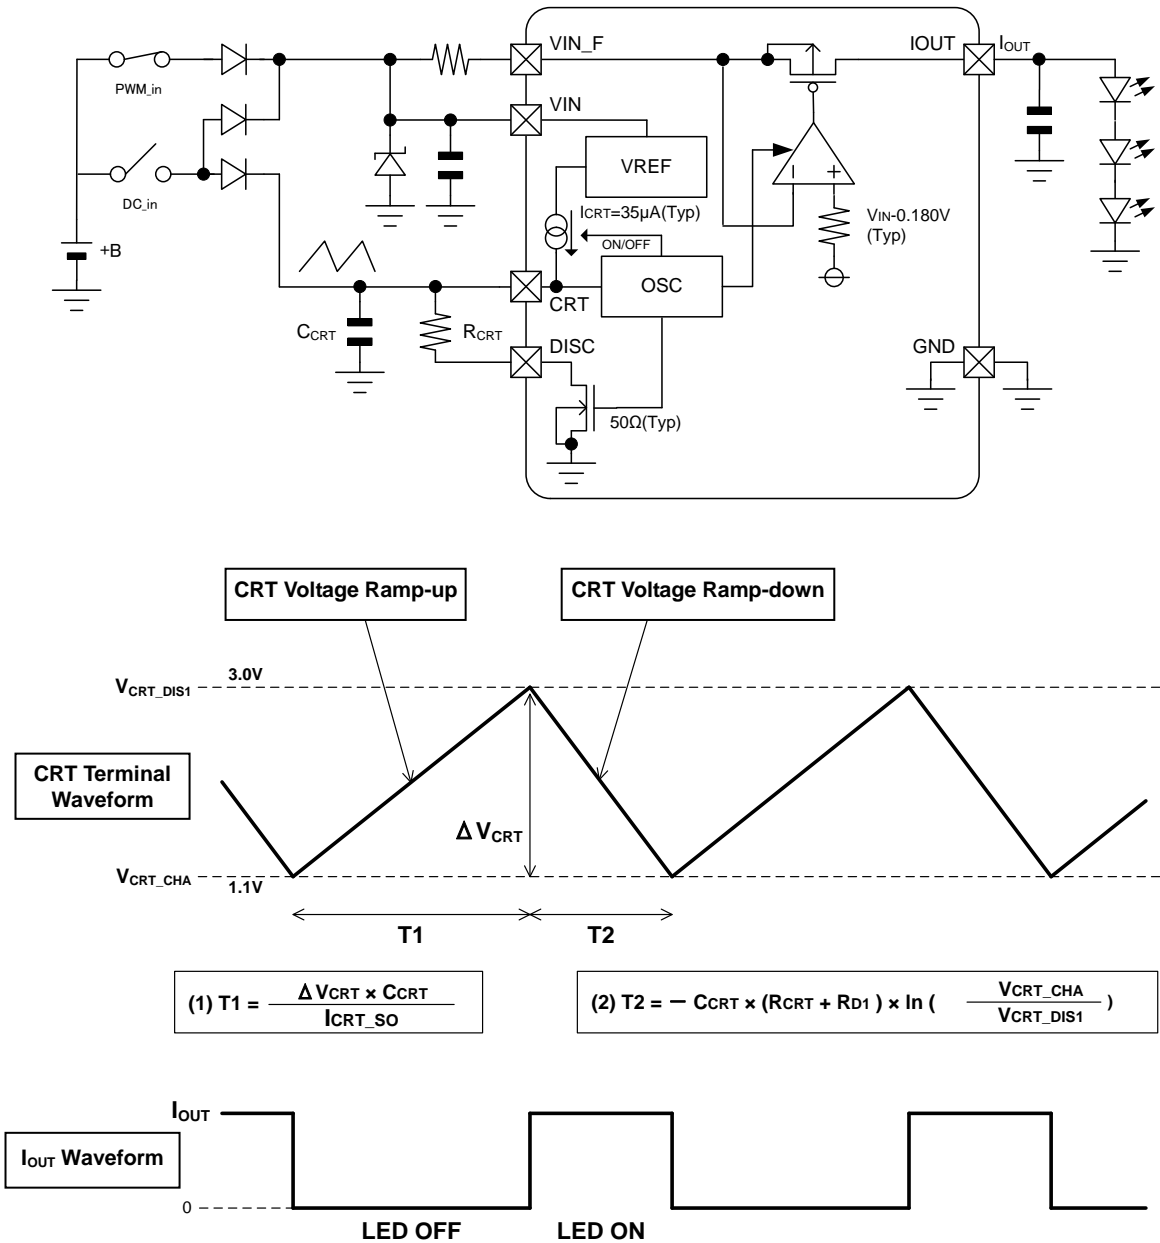 VIN_F
IOUT
IOUT
PWM_in
VIN
VREF
DC_in
ICRT=35μA(Typ)
VIN-0.180V
(Typ)
ON/OFF
+B
OSC
CRT
CCRT
RCRT
DISC
GND
50Ω(Typ)
CRT Voltage Ramp-up
CRT Voltage Ramp-down
VCRT_DIS1
3.0V
CRT Terminal
Waveform
Δ VCRT
VCRT_CHA
1.1V
T1
T2
(1) T1 = Δ VCRT × CCRT / ICRT_SO
(2) T2 = － CCRT × (RCRT + RD1 ) × ln ( VCRT_CHA / VCRT_DIS1 )
IOUT
IOUT Waveform
0
LED OFF
LED ON